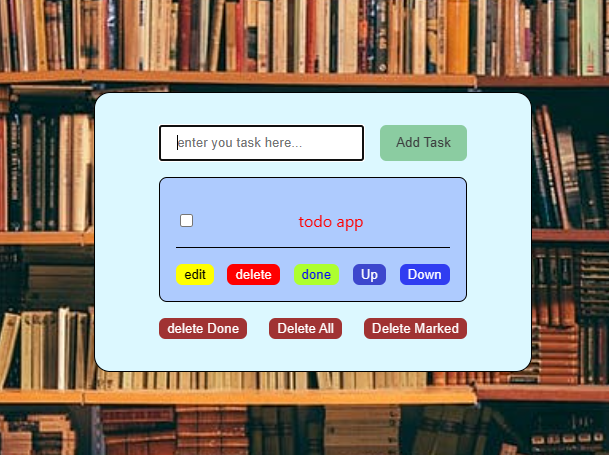 enter you task here...
Add Task
todo app
edit delete done Up Down
delete Done Delete All Delete Marked